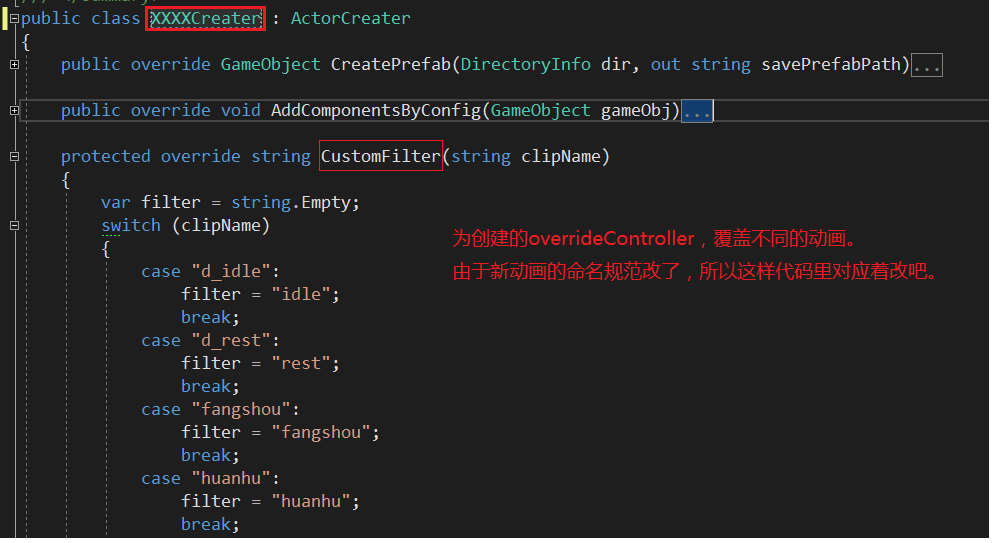 public class XXXXCreater : ActorCreater
{
public override GameObject CreatePrefab(DirectoryInfo dir, out string savePrefabPath)...
public override void AddComponentsByConfig(GameObject gameObj)...
protected override string CustomFilter(string clipName)
{
var filter = string.Empty;
switch (clipName)
{
为创建的overrideController，覆盖不同的动画。
由于新动画的命名规范改了，所以这样代码里对应着改吧。
case "d_idle":
filter = "idle";
break;
case "d_rest":
filter = "rest";
break;
case "fangshou":
filter = "fangshou";
break;
case "huanhu":
filter = "huanhu";
break;